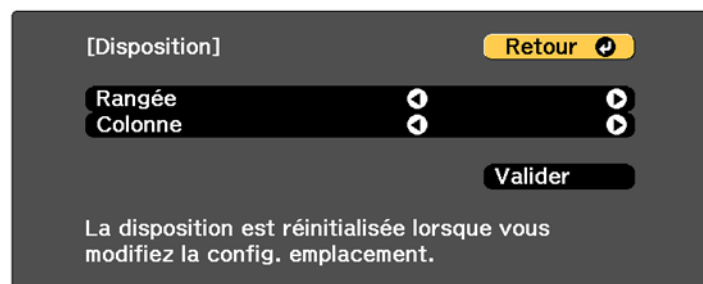 [Disposition]
Retour
Rangée
Colonne
Valider
La disposition est réinitialisée lorsque vous
modifiez la config. emplacement.